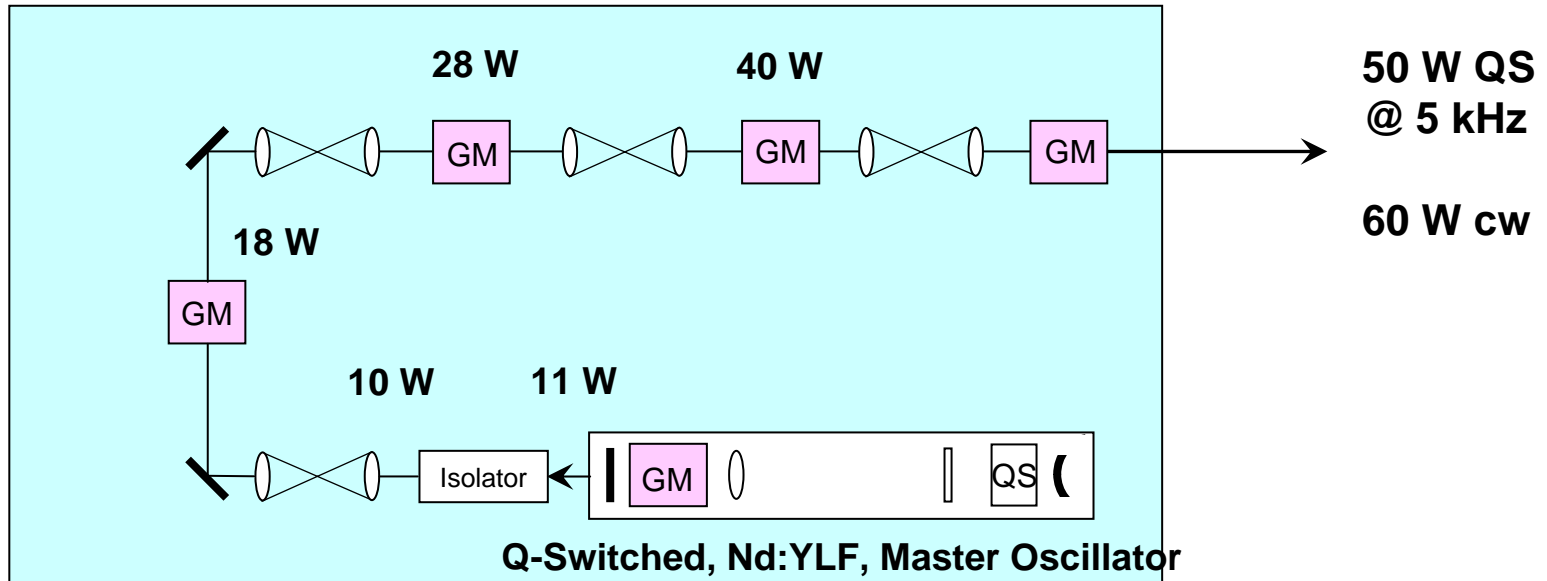 28 W
40 W
50 W QS
@ 5 kHz
GM
GM
GM
60 W cw
18 W
GM
10 W
11 W
Isolator
GM
QS
Q-Switched, Nd:YLF, Master Oscillator